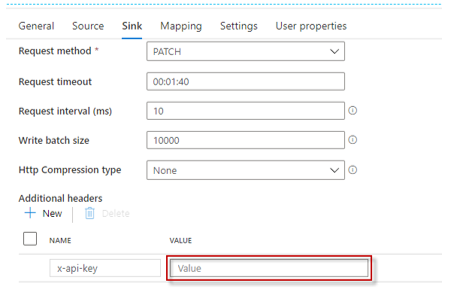 General Source Sink Mapping Settings User properties
Request method * PATCH
Request timeout 00:01:40
Request interval (ms) 10
Write batch size 10000
Http Compression type None
Additional headers
New Delete
NAME VALUE
x-api-key Value